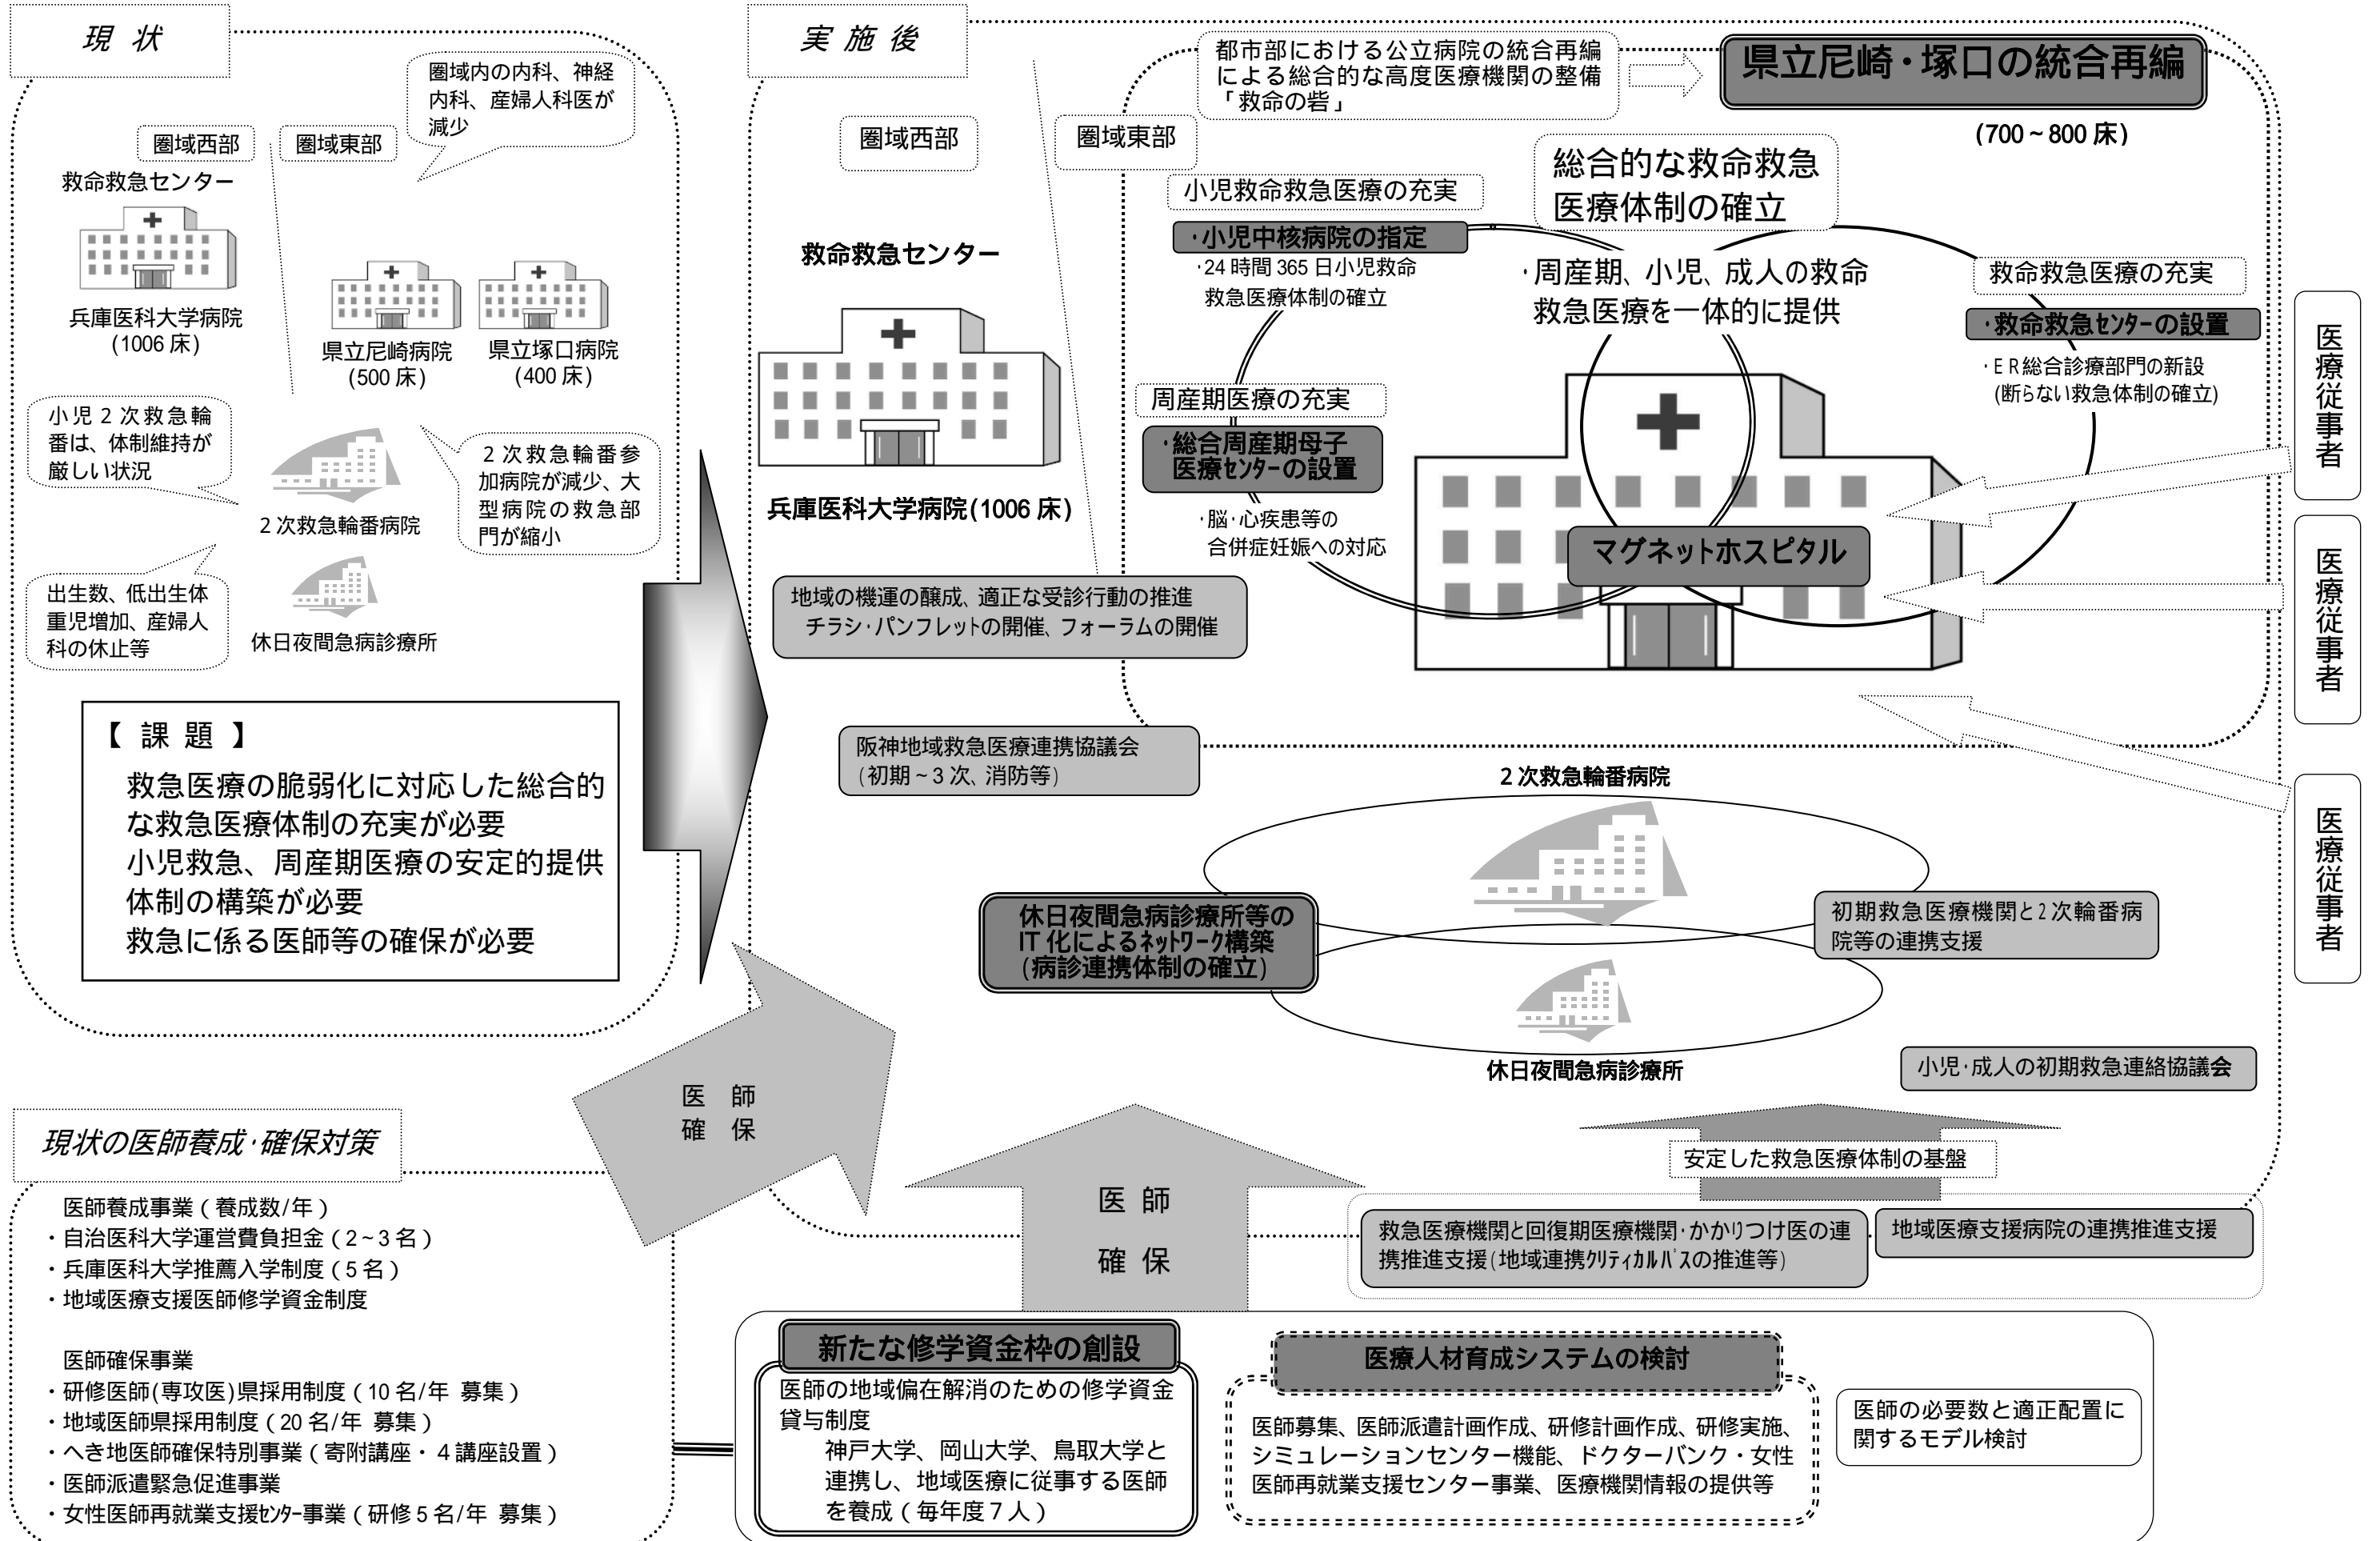 現 状
圏域内の内科、神経
内科、産婦人科医が
減少
圏域西部
圏域東部
救命救急センター
兵庫医科大学病院
(1006 床)
県立尼崎病院
(500 床)
県立塚口病院
(400 床)
小児２次救急輪
番は、体制維持が
厳しい状況
２次救急輪番病院
２次救急輪番参
加病院が減少、大
型病院の救急部
門が縮小
出生数、低出生体
重児増加、産婦人
科の休止等
休日夜間急病診療所
【 課 題 】
救急医療の脆弱化に対応した総合的
な救急医療体制の充実が必要
小児救急、周産期医療の安定的提供
体制の構築が必要
救急に係る医師等の確保が必要
実 施 後
都市部における公立病院の統合再編
による総合的な高度医療機関の整備
「救命の砦」
県立尼崎・塚口の統合再編
(700～800 床)
圏域西部
圏域東部
救命救急センター
兵庫医科大学病院(1006 床)
小児救命救急医療の充実
・小児中核病院の指定
・24 時間 365 日小児救命
救急医療体制の確立
総合的な救命救急
医療体制の確立
・周産期、小児、成人の救命
救急医療を一体的に提供
救命救急医療の充実
・救命救急ｾﾝﾀｰの設置
・ＥＲ総合診療部門の新設
(断らない救急体制の確立)
周産期医療の充実
・総合周産期母子
医療ｾﾝﾀｰの設置
・脳・心疾患等の
合併症妊娠への対応
マグネットホスピタル
医療従事者
医療従事者
医療従事者
地域の機運の醸成、適正な受診行動の推進
チラシ・パンフレットの開催、フォーラムの開催
阪神地域救急医療連携協議会
(初期～３次、消防等)
２次救急輪番病院
休日夜間急病診療所等の
IT 化によるﾈｯﾄﾜｰｸ構築
(病診連携体制の確立)
初期救急医療機関と２次輪番病
院等の連携支援
休日夜間急病診療所
小児・成人の初期救急連絡協議会
医 師
確 保
医 師
確 保
安定した救急医療体制の基盤
救急医療機関と回復期医療機関・かかりつけ医の連
携推進支援(地域連携ｸﾘﾃｨｶﾙﾊﾟｽの推進等)
地域医療支援病院の連携推進支援
現状の医師養成・確保対策
医師養成事業（養成数/年）
・自治医科大学運営費負担金（2～3 名）
・兵庫医科大学推薦入学制度（5 名）
・地域医療支援医師修学資金制度
医師確保事業
・研修医師(専攻医)県採用制度（10 名/年 募集）
・地域医師県採用制度（20 名/年 募集）
・へき地医師確保特別事業（寄附講座・４講座設置）
・医師派遣緊急促進事業
・女性医師再就業支援ｾﾝﾀｰ事業（研修５名/年 募集）
新たな修学資金枠の創設
医師の地域偏在解消のための修学資金
貸与制度
神戸大学、岡山大学、鳥取大学と
連携し、地域医療に従事する医師
を養成（毎年度７人）
医療人材育成システムの検討
医師募集、医師派遣計画作成、研修計画作成、研修実施、
シミュレーションセンター機能、ドクターバンク・女性
医師再就業支援センター事業、医療機関情報の提供等
医師の必要数と適正配置に
関するモデル検討